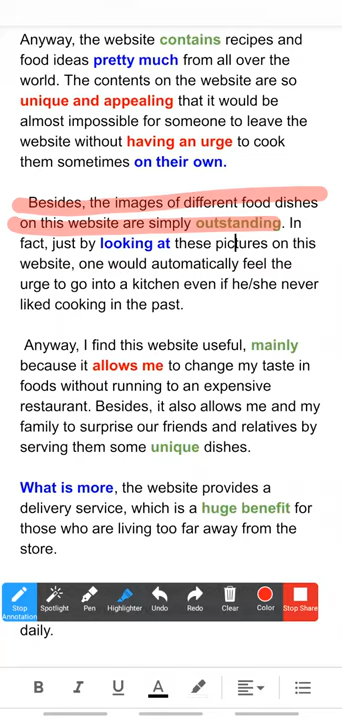 Anyway, the website contains recipes and
food ideas pretty much from all over the
world. The contents on the website are so
unique and appealing that it would be
almost impossible for someone to leave the
website without having an urge to cook
them sometimes on their own.
Besides, the images of different food dishes
on this website are simply outstanding. In
fact, just by looking at these pictures on this
website, one would automatically feel the
urge to go into a kitchen even if he/she never
liked cooking in the past.
Anyway, I find this website useful, mainly
because it allows me to change my taste in
foods without running to an expensive
restaurant. Besides, it also allows me and my
family to surprise our friends and relatives by
serving them some unique dishes.
What is more, the website provides a
delivery service, which is a huge benefit for
those who are living too far away from the
store.
Stop Annotation Spotlight Pen Highlighter Undo Redo Clear Color Stop Share
daily.
B I U A